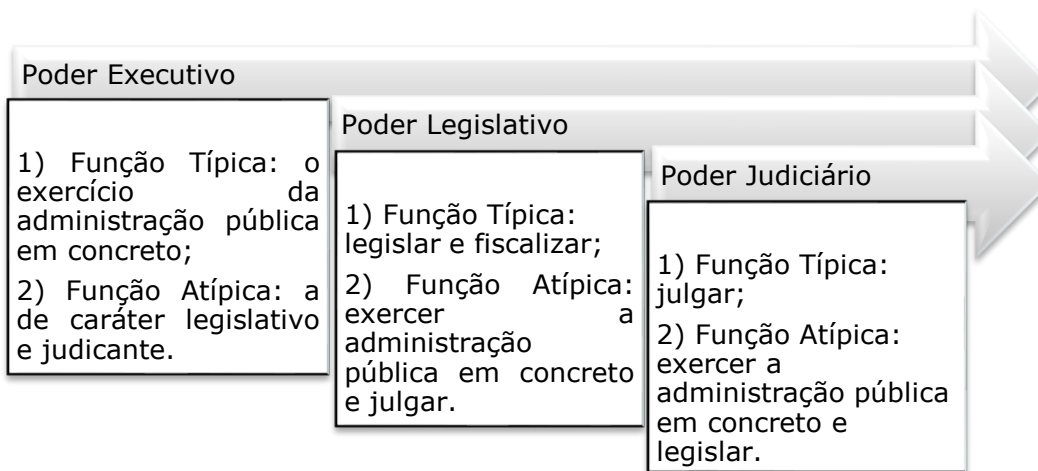 Poder Executivo
1) Função Típica: o
exercício da
administração pública
em concreto;
2) Função Atípica: a
de caráter legislativo
e judicante.
Poder Legislativo
1) Função Típica:
legislar e fiscalizar;
2) Função Atípica:
exercer a
administração
pública em concreto
e julgar.
Poder Judiciário
1) Função Típica:
julgar;
2) Função Atípica:
exercer a
administração pública
em concreto e
legislar.